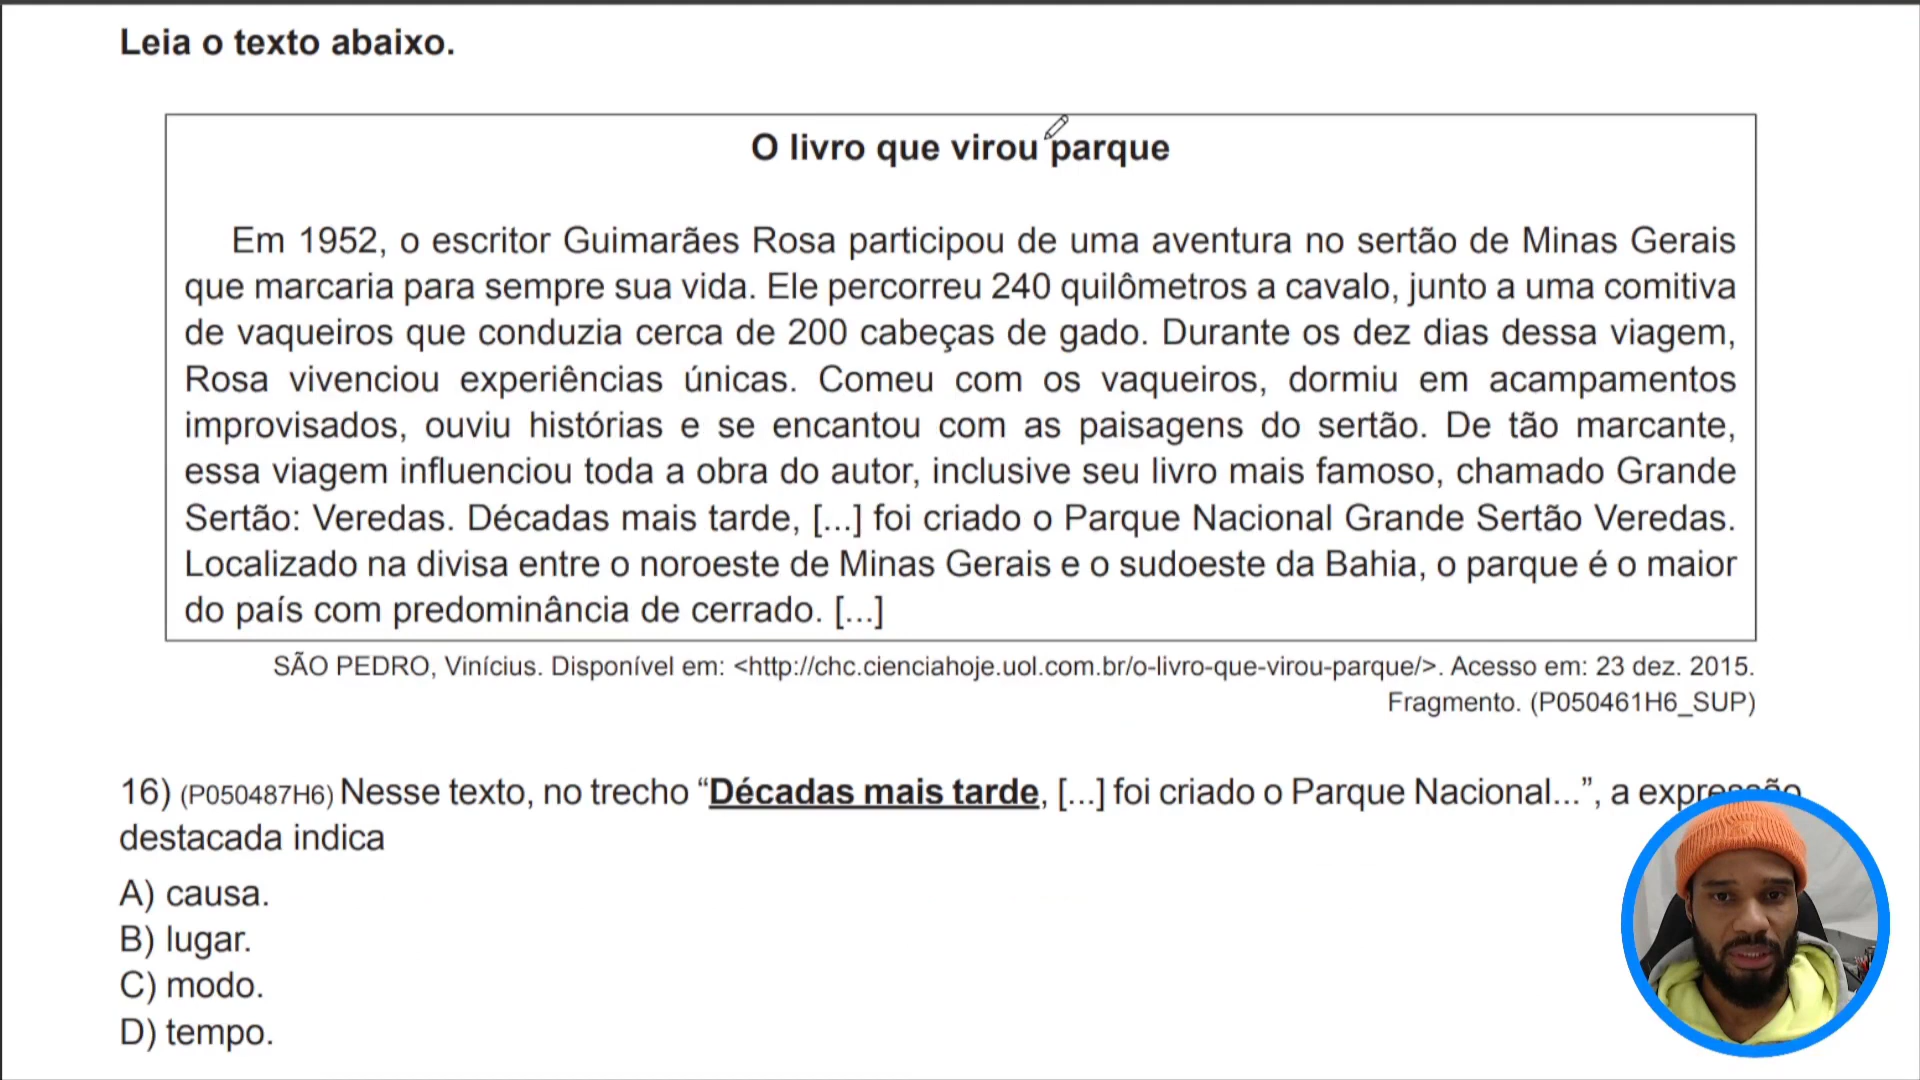 Leia o texto abaixo.
O livro que virou parque
Em 1952, o escritor Guimarães Rosa participou de uma aventura no sertão de Minas Gerais
que marcaria para sempre sua vida. Ele percorreu 240 quilômetros a cavalo, junto a uma comitiva
de vaqueiros que conduzia cerca de 200 cabeças de gado. Durante os dez dias dessa viagem,
Rosa vivenciou experiências únicas. Comeu com os vaqueiros, dormiu em acampamentos
improvisados, ouviu histórias e se encantou com as paisagens do sertão. De tão marcante,
essa viagem influenciou toda a obra do autor, inclusive seu livro mais famoso, chamado Grande
Sertão: Veredas. Décadas mais tarde, [...] foi criado o Parque Nacional Grande Sertão Veredas.
Localizado na divisa entre o noroeste de Minas Gerais e o sudoeste da Bahia, o parque é o maior
do país com predominância de cerrado. [...]
SÃO PEDRO, Vinícius. Disponível em: <http://chc.cienciahoje.uol.com.br/o-livro-que-virou-parque/>. Acesso em: 23 dez. 2015.
Fragmento. (P050461H6_SUP)
16) (P050487H6) Nesse texto, no trecho “Décadas mais tarde, [...] foi criado o Parque Nacional...”, a expressão
destacada indica
A) causa.
B) lugar.
C) modo.
D) tempo.